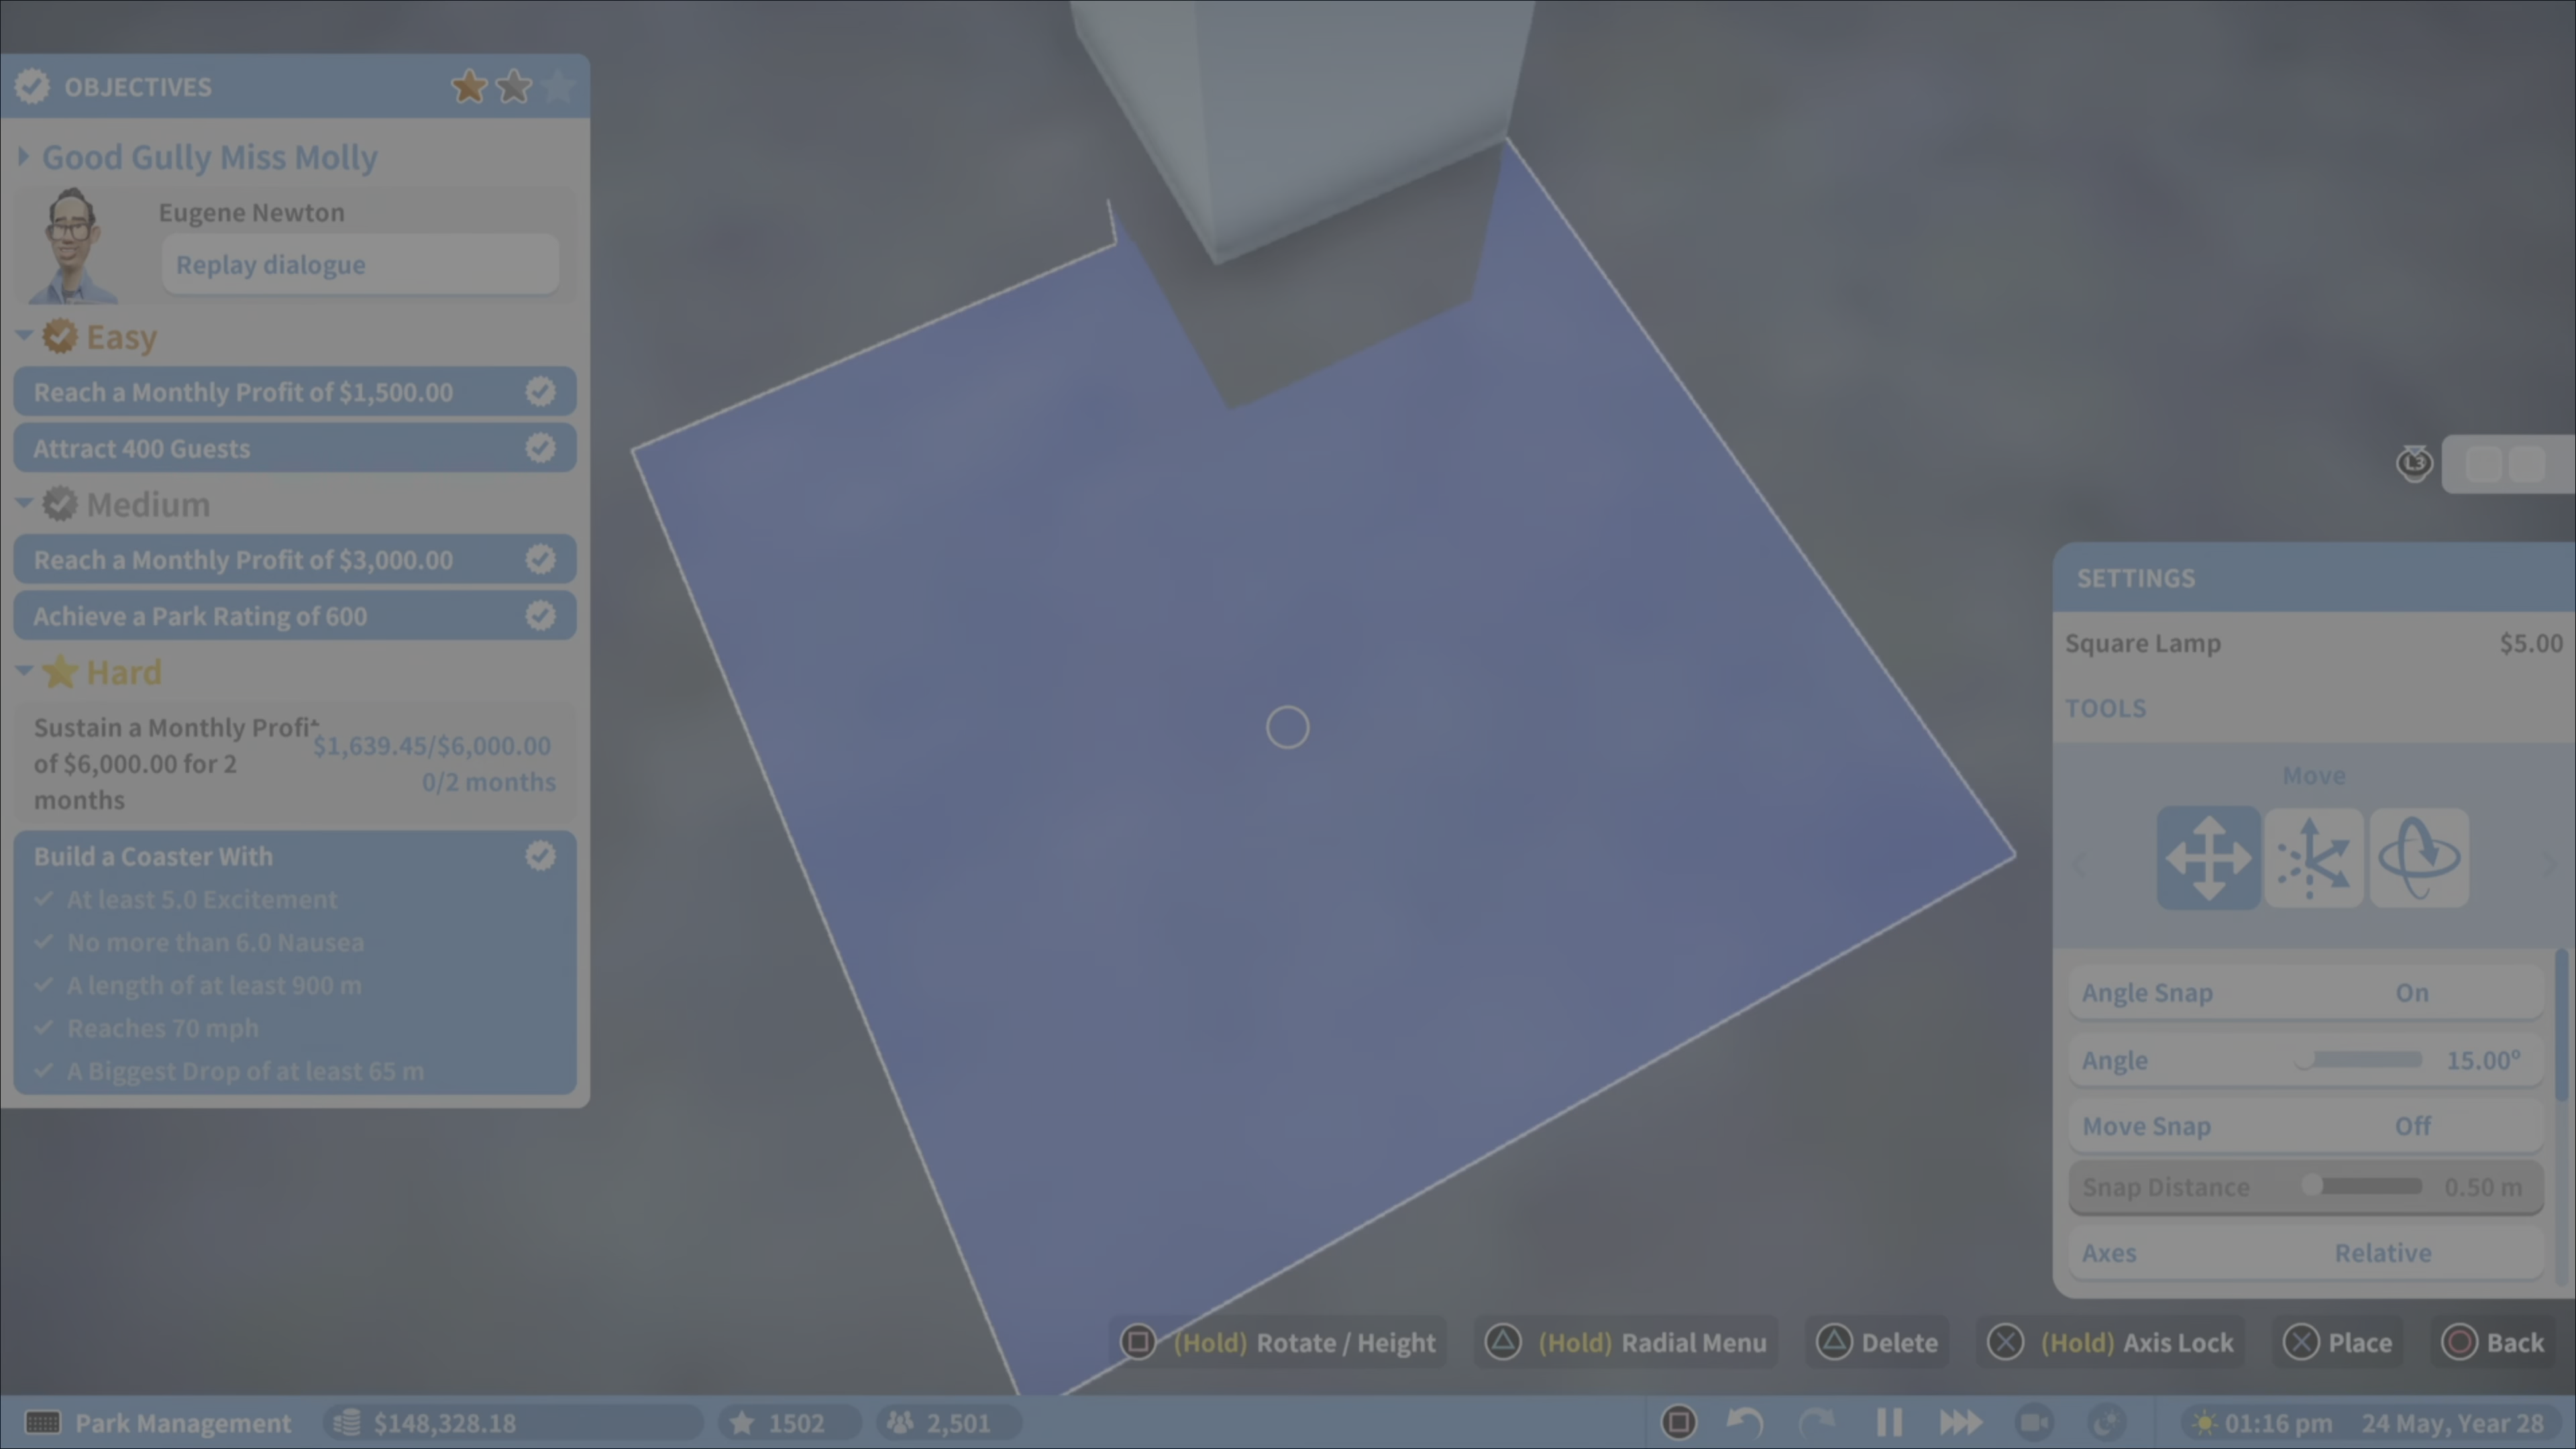 OBJECTIVES
Good Gully Miss Molly
Eugene Newton
Replay dialogue
Easy
Reach a Monthly Profit of $1,500.00
Attract 400 Guests
Medium
Reach a Monthly Profit of $3,000.00
Achieve a Park Rating of 600
Hard
Sustain a Monthly Profit $1,639.45/$6,000.00
of $6,000.00 for 2 0/2 months
months
Build a Coaster With
At least 5.0 Excitement
No more than 6.0 Nausea
A length of at least 900 m
Reaches 70 mph
A Biggest Drop of at least 65 m
L3
SETTINGS
Square Lamp $5.00
TOOLS
Move
Angle Snap On
Angle 15.00°
Move Snap Off
Snap Distance 0.50 m
Axes Relative
(Hold) Rotate / Height (Hold) Radial Menu Delete (Hold) Axis Lock Place Back
Park Management $148,328.18 1502 2,501 01:16 pm 24 May, Year 28